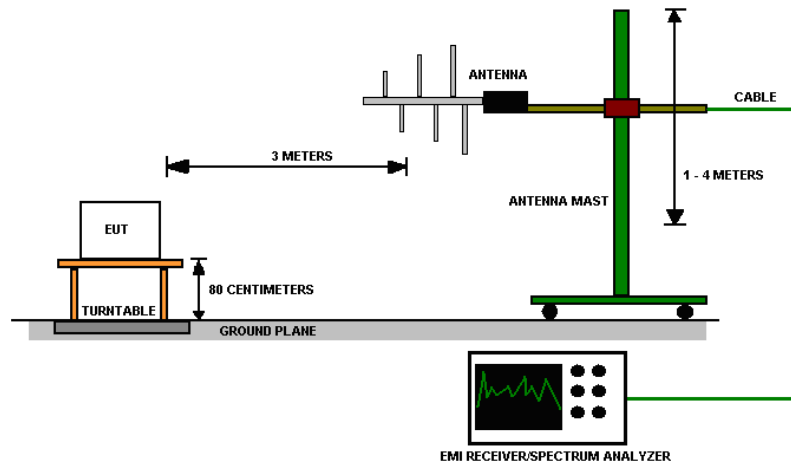 ANTENNA
CABLE
3 METERS
1 - 4 METERS
ANTENNA MAST
EUT
80 CENTIMETERS
TURNTABLE
GROUND PLANE
EMI RECEIVER/SPECTRUM ANALYZER